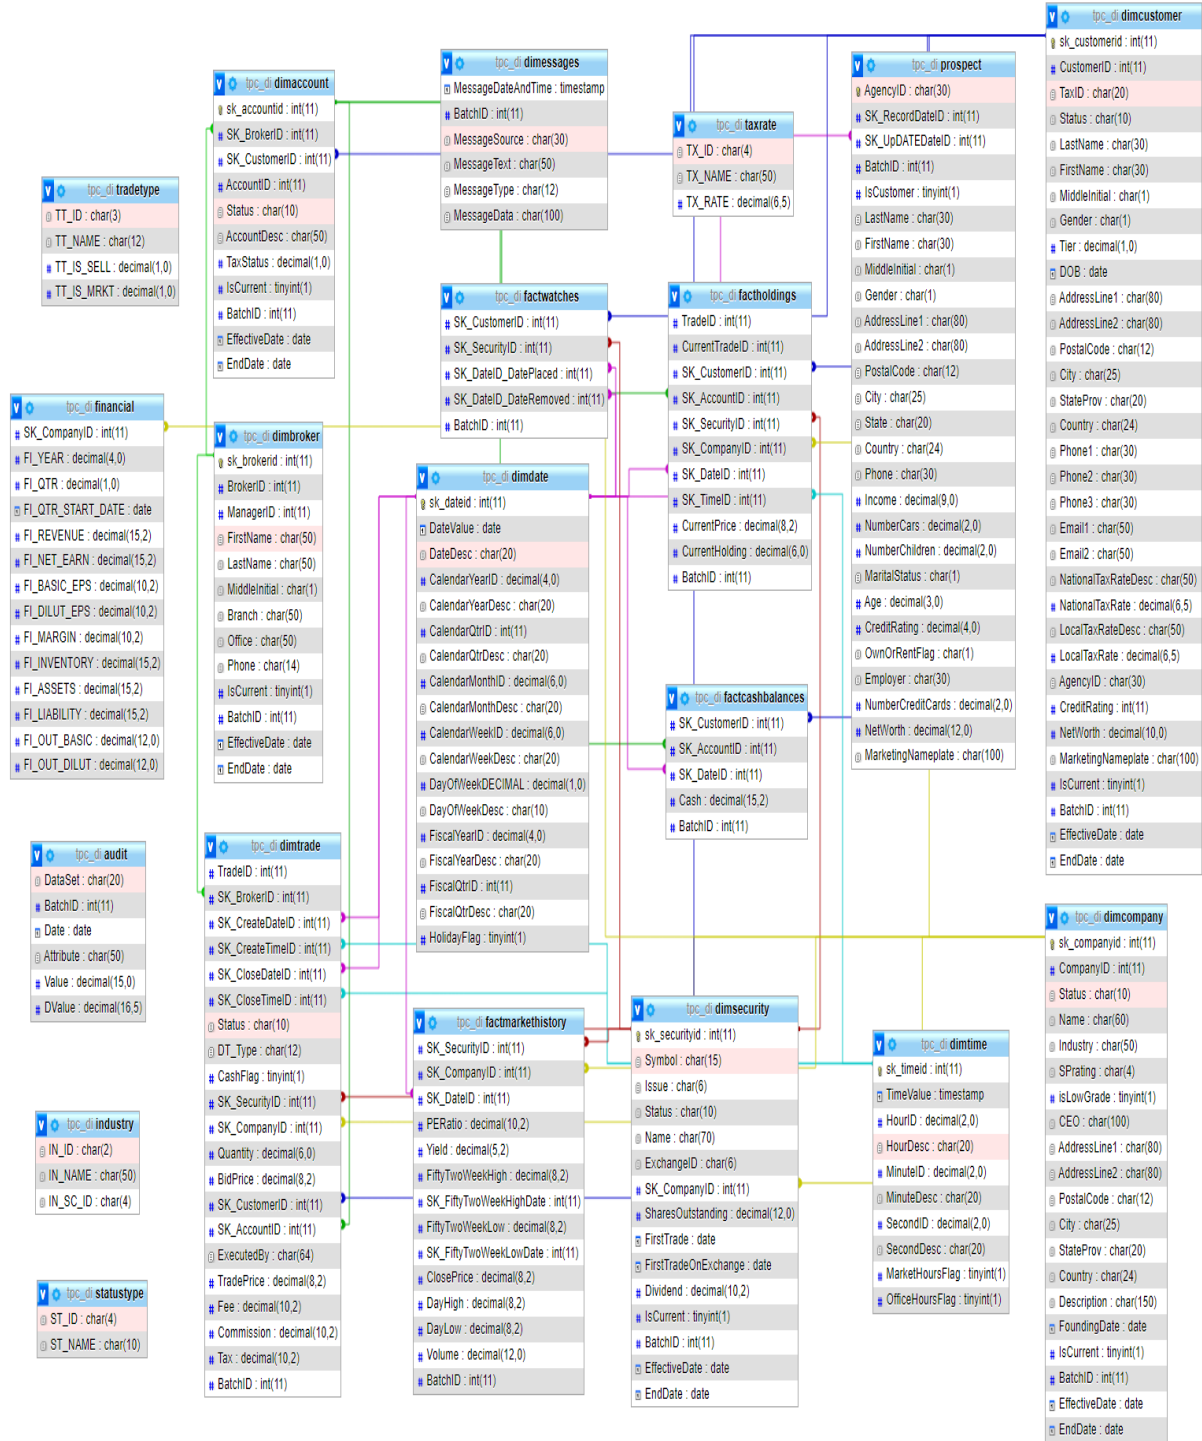 tpc_di dimaccount
sk_accountid : int(11)
SK_BrokerID : int(11)
SK_CustomerID : int(11)
AccountID : int(11)
Status : char(10)
AccountDesc : char(50)
TaxStatus : decimal(1,0)
IsCurrent : tinyint(1)
BatchID : int(11)
EffectiveDate : date
EndDate : date
tpc_di dimessages
MessageDateAndTime : timestamp
BatchID : int(11)
MessageSource : char(30)
MessageText : char(50)
MessageType : char(12)
MessageData : char(100)
tpc_di taxrate
TX_ID : char(4)
TX_NAME : char(50)
TX_RATE : decimal(6,5)
tpc_di prospect
AgencyID : char(30)
SK_RecordDateID : int(11)
SK_UpDATEDateID : int(11)
BatchID : int(11)
IsCustomer : tinyint(1)
LastName : char(30)
FirstName : char(30)
MiddleInitial : char(1)
Gender : char(1)
AddressLine1 : char(80)
AddressLine2 : char(80)
PostalCode : char(12)
City : char(25)
State : char(20)
Country : char(24)
Phone : char(30)
Income : decimal(9,0)
NumberCars : decimal(2,0)
NumberChildren : decimal(2,0)
MaritalStatus : char(1)
Age : decimal(3,0)
CreditRating : decimal(4,0)
OwnOrRentFlag : char(1)
Employer : char(30)
NumberCreditCards : decimal(2,0)
NetWorth : decimal(12,0)
MarketingNameplate : char(100)
tpc_di dimcustomer
sk_customerid : int(11)
CustomerID : int(11)
TaxID : char(20)
Status : char(10)
LastName : char(30)
FirstName : char(30)
MiddleInitial : char(1)
Gender : char(1)
Tier : decimal(1,0)
DOB : date
AddressLine1 : char(80)
AddressLine2 : char(80)
PostalCode : char(12)
City : char(25)
StateProv : char(20)
Country : char(24)
Phone1 : char(30)
Phone2 : char(30)
Phone3 : char(30)
Email1 : char(50)
Email2 : char(50)
NationalTaxRateDesc : char(50)
NationalTaxRate : decimal(6,5)
LocalTaxRateDesc : char(50)
LocalTaxRate : decimal(6,5)
AgencyID : char(30)
CreditRating : int(11)
NetWorth : decimal(10,0)
MarketingNameplate : char(100)
IsCurrent : tinyint(1)
BatchID : int(11)
EffectiveDate : date
EndDate : date
tpc_di tradetype
TT_ID : char(3)
TT_NAME : char(12)
TT_IS_SELL : decimal(1,0)
TT_IS_MRKT : decimal(1,0)
tpc_di factwatches
SK_CustomerID : int(11)
SK_SecurityID : int(11)
SK_DateID_DatePlaced : int(11)
SK_DateID_DateRemoved : int(11)
BatchID : int(11)
tpc_di factholdings
TradeID : int(11)
CurrentTradeID : int(11)
SK_CustomerID : int(11)
SK_AccountID : int(11)
SK_SecurityID : int(11)
SK_CompanyID : int(11)
SK_DateID : int(11)
SK_TimeID : int(11)
CurrentPrice : decimal(8,2)
CurrentHolding : decimal(6,0)
BatchID : int(11)
tpc_di financial
SK_CompanyID : int(11)
FI_YEAR : decimal(4,0)
FI_QTR : decimal(1,0)
FI_QTR_START_DATE : date
FI_REVENUE : decimal(15,2)
FI_NET_EARN : decimal(15,2)
FI_BASIC_EPS : decimal(10,2)
FI_DILUT_EPS : decimal(10,2)
FI_MARGIN : decimal(10,2)
FI_INVENTORY : decimal(15,2)
FI_ASSETS : decimal(15,2)
FI_LIABILITY : decimal(15,2)
FI_OUT_BASIC : decimal(12,0)
FI_OUT_DILUT : decimal(12,0)
tpc_di dimbroker
sk_brokerid : int(11)
BrokerID : int(11)
ManagerID : int(11)
FirstName : char(50)
LastName : char(50)
MiddleInitial : char(1)
Branch : char(50)
Office : char(50)
Phone : char(14)
IsCurrent : tinyint(1)
BatchID : int(11)
EffectiveDate : date
EndDate : date
tpc_di dimdate
sk_dateid : int(11)
DateValue : date
DateDesc : char(20)
CalendarYearID : decimal(4,0)
CalendarYearDesc : char(20)
CalendarQtrID : int(11)
CalendarQtrDesc : char(20)
CalendarMonthID : decimal(6,0)
CalendarMonthDesc : char(20)
CalendarWeekID : decimal(6,0)
CalendarWeekDesc : char(20)
DayOfWeekDECIMAL : decimal(1,0)
DayOfWeekDesc : char(10)
FiscalYearID : decimal(4,0)
FiscalYearDesc : char(20)
FiscalQtrID : int(11)
FiscalQtrDesc : char(20)
HolidayFlag : tinyint(1)
tpc_di factcashbalances
SK_CustomerID : int(11)
SK_AccountID : int(11)
SK_DateID : int(11)
Cash : decimal(15,2)
BatchID : int(11)
tpc_di audit
DataSet : char(20)
BatchID : int(11)
Date : date
Attribute : char(50)
Value : decimal(15,0)
DValue : decimal(16,5)
tpc_di dimtrade
TradeID : int(11)
SK_BrokerID : int(11)
SK_CreateDateID : int(11)
SK_CreateTimeID : int(11)
SK_CloseDateID : int(11)
SK_CloseTimeID : int(11)
Status : char(10)
DT_Type : char(12)
CashFlag : tinyint(1)
SK_SecurityID : int(11)
SK_CompanyID : int(11)
Quantity : decimal(6,0)
BidPrice : decimal(8,2)
SK_CustomerID : int(11)
SK_AccountID : int(11)
ExecutedBy : char(64)
TradePrice : decimal(8,2)
Fee : decimal(10,2)
Commission : decimal(10,2)
Tax : decimal(10,2)
BatchID : int(11)
tpc_di factmarkethistory
SK_SecurityID : int(11)
SK_CompanyID : int(11)
SK_DateID : int(11)
PERatio : decimal(10,2)
Yield : decimal(5,2)
FiftyTwoWeekHigh : decimal(8,2)
SK_FiftyTwoWeekHighDate : int(11)
FiftyTwoWeekLow : decimal(8,2)
SK_FiftyTwoWeekLowDate : int(11)
ClosePrice : decimal(8,2)
DayHigh : decimal(8,2)
DayLow : decimal(8,2)
Volume : decimal(12,0)
BatchID : int(11)
tpc_di dimsecurity
sk_securityid : int(11)
Symbol : char(15)
Issue : char(6)
Status : char(10)
Name : char(70)
ExchangeID : char(6)
SK_CompanyID : int(11)
SharesOutstanding : decimal(12,0)
FirstTrade : date
FirstTradeOnExchange : date
Dividend : decimal(10,2)
IsCurrent : tinyint(1)
BatchID : int(11)
EffectiveDate : date
EndDate : date
tpc_di dimtime
sk_timeid : int(11)
TimeValue : timestamp
HourID : decimal(2,0)
HourDesc : char(20)
MinuteID : decimal(2,0)
MinuteDesc : char(20)
SecondID : decimal(2,0)
SecondDesc : char(20)
MarketHoursFlag : tinyint(1)
OfficeHoursFlag : tinyint(1)
tpc_di dimcompany
sk_companyid : int(11)
CompanyID : int(11)
Status : char(10)
Name : char(60)
Industry : char(50)
SPrating : char(4)
isLowGrade : tinyint(1)
CEO : char(100)
AddressLine1 : char(80)
AddressLine2 : char(80)
PostalCode : char(12)
City : char(25)
StateProv : char(20)
Country : char(24)
Description : char(150)
FoundingDate : date
IsCurrent : tinyint(1)
BatchID : int(11)
EffectiveDate : date
EndDate : date
tpc_di industry
IN_ID : char(2)
IN_NAME : char(50)
IN_SC_ID : char(4)
tpc_di statustype
ST_ID : char(4)
ST_NAME : char(10)